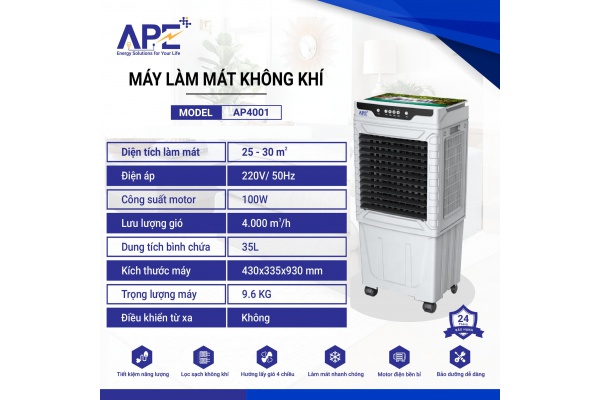 APE
Energy Solutions for Your Life
MÁY LÀM MÁT KHÔNG KHÍ
MODEL AP4001
Diện tích làm mát 25 - 30 m²
Điện áp 220V/ 50Hz
Công suất motor 100W
Lưu lượng gió 4.000 m³/h
Dung tích bình chứa 35L
Kích thước máy 430x335x930 mm
Trọng lượng máy 9.6 KG
Điều khiển từ xa Không
APE
24
BẢO HÀNH
Tiết kiệm năng lượng
Lọc sạch không khí
Hướng lấy gió 4 chiều
Làm mát nhanh chóng
Motor điện bền bỉ
Bảo dưỡng dễ dàng